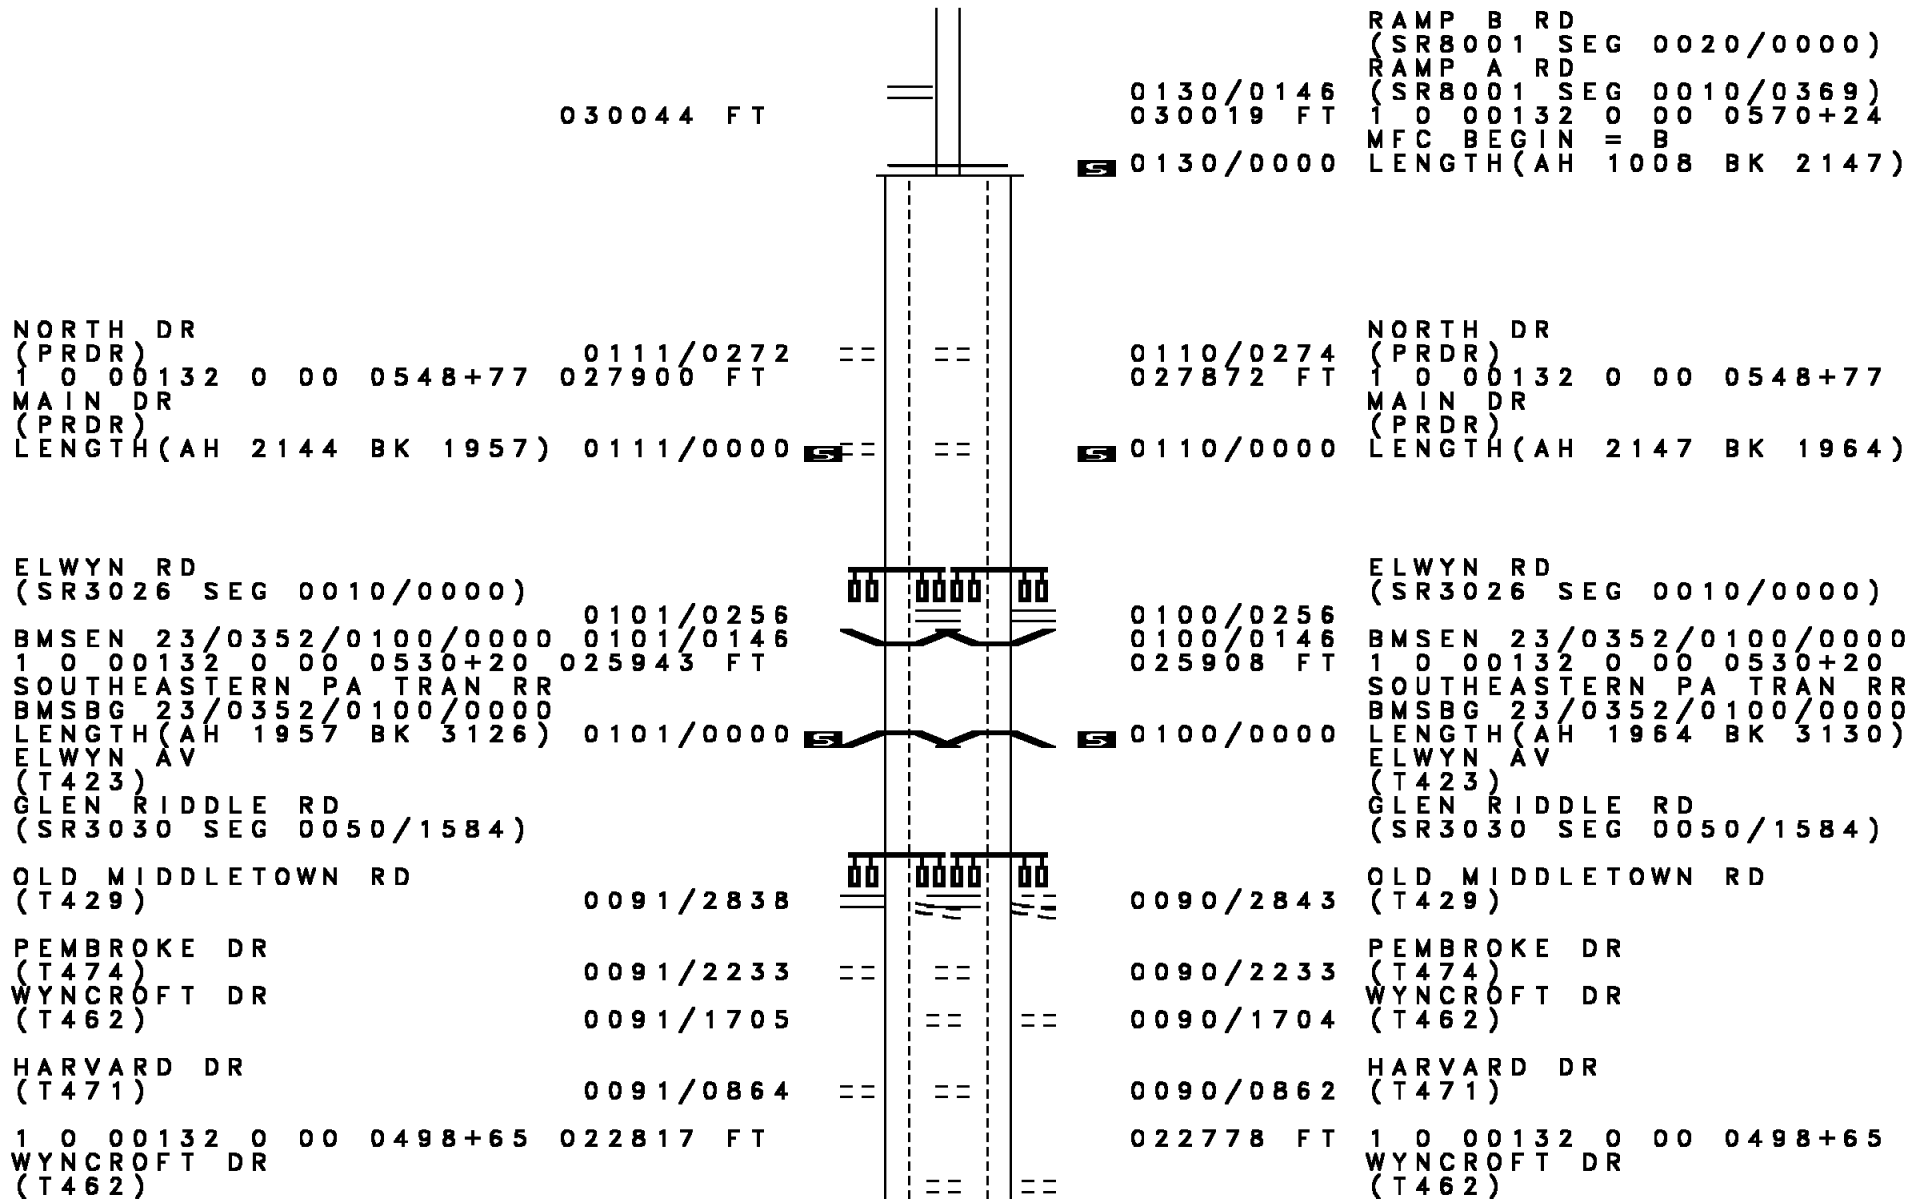 RAMP B RD
(SR8001 SEG 0020/0000)
RAMP A RD
0130/0146 (SR8001 SEG 0010/0369)
030044 FT 030019 FT 1 0 00132 0 00 0570+24
MFC BEGIN = B
S 0130/0000 LENGTH(AH 1008 BK 2147)
NORTH DR NORTH DR
(PRDR) 0111/0272 0110/0274 (PRDR)
1 0 00132 0 00 0548+77 027900 FT 027872 FT 1 0 00132 0 00 0548+77
MAIN DR MAIN DR
(PRDR) (PRDR)
LENGTH(AH 2144 BK 1957) 0111/0000 S S 0110/0000 LENGTH(AH 2147 BK 1964)
ELWYN RD ELWYN RD
(SR3026 SEG 0010/0000) (SR3026 SEG 0010/0000)
0101/0256 0100/0256
BMSEN 23/0352/0100/0000 0101/0146 0100/0146 BMSEN 23/0352/0100/0000
1 0 00132 0 00 0530+20 025943 FT 025908 FT 1 0 00132 0 00 0530+20
SOUTHEASTERN PA TRAN RR SOUTHEASTERN PA TRAN RR
BMSBG 23/0352/0100/0000 BMSBG 23/0352/0100/0000
LENGTH(AH 1957 BK 3126) 0101/0000 S S 0100/0000 LENGTH(AH 1964 BK 3130)
ELWYN AV ELWYN AV
(T423) (T423)
GLEN RIDDLE RD GLEN RIDDLE RD
(SR3030 SEG 0050/1584) (SR3030 SEG 0050/1584)
OLD MIDDLETOWN RD OLD MIDDLETOWN RD
(T429) 0091/2838 0090/2843 (T429)
PEMBROKE DR PEMBROKE DR
(T474) 0091/2233 0090/2233 (T474)
WYNCROFT DR WYNCROFT DR
(T462) 0091/1705 0090/1704 (T462)
HARVARD DR HARVARD DR
(T471) 0091/0864 0090/0862 (T471)
1 0 00132 0 00 0498+65 022817 FT 022778 FT 1 0 00132 0 00 0498+65
WYNCROFT DR WYNCROFT DR
(T462) (T462)